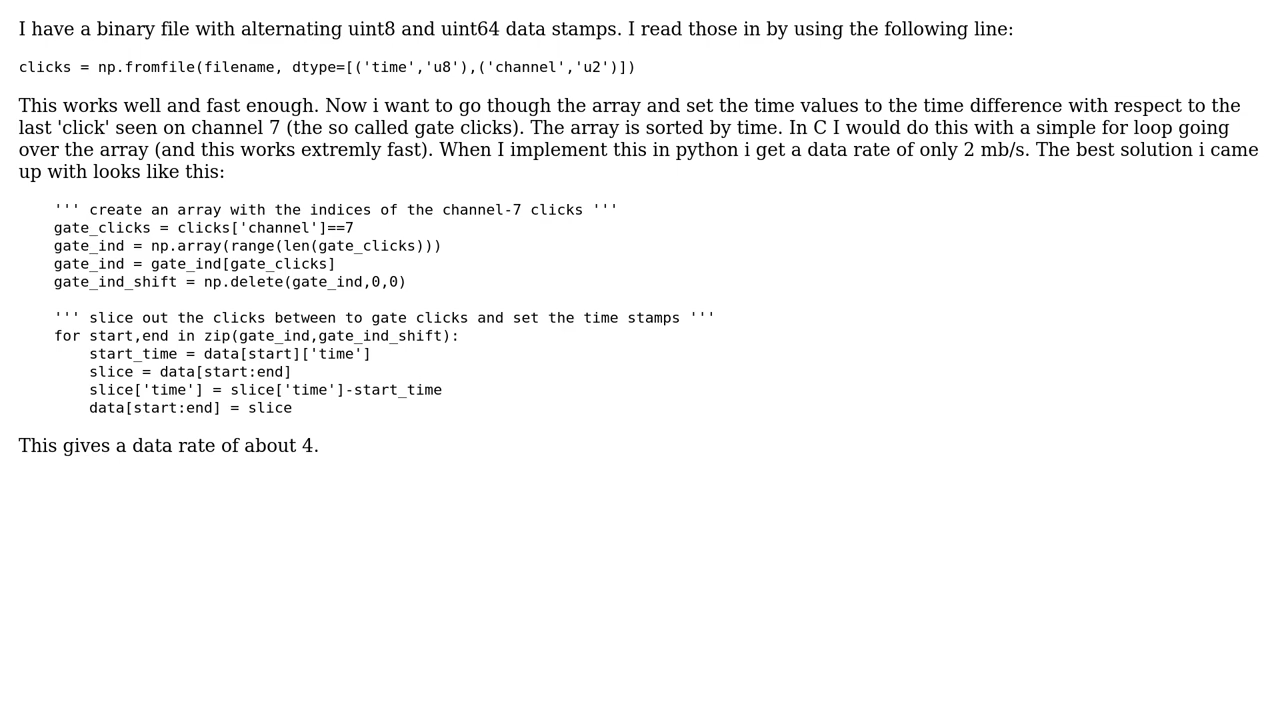 I have a binary file with alternating uint8 and uint64 data stamps. I read those in by using the following line:
clicks = np.fromfile(filename, dtype=[('time','u8'),('channel','u2')])
This works well and fast enough. Now i want to go though the array and set the time values to the time difference with respect to the
last 'click' seen on channel 7 (the so called gate clicks). The array is sorted by time. In C I would do this with a simple for loop going
over the array (and this works extremly fast). When I implement this in python i get a data rate of only 2 mb/s. The best solution i came
up with looks like this:
    ''' create an array with the indices of the channel-7 clicks '''
    gate_clicks = clicks['channel']==7
    gate_ind = np.array(range(len(gate_clicks)))
    gate_ind = gate_ind[gate_clicks]
    gate_ind_shift = np.delete(gate_ind,0,0)
    ''' slice out the clicks between to gate clicks and set the time stamps '''
    for start,end in zip(gate_ind,gate_ind_shift):
        start_time = data[start]['time']
        slice = data[start:end]
        slice['time'] = slice['time']-start_time
        data[start:end] = slice
This gives a data rate of about 4.